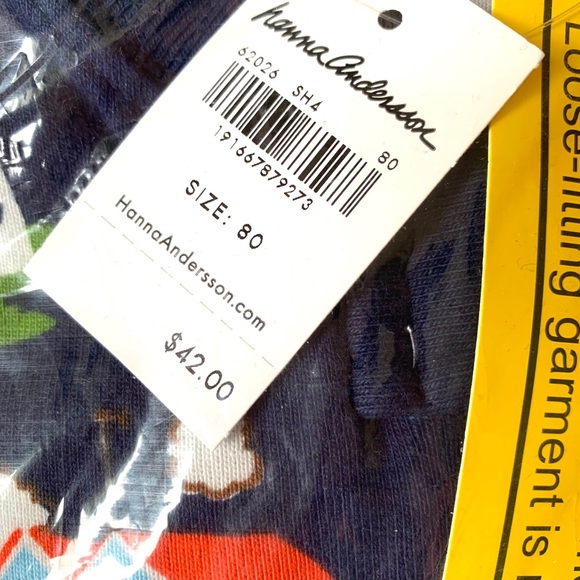 hanna Andersson
62026 SH4 80
191667879273
SIZE: 80
HannaAndersson.com
$42.00
Loose-fitting garment is